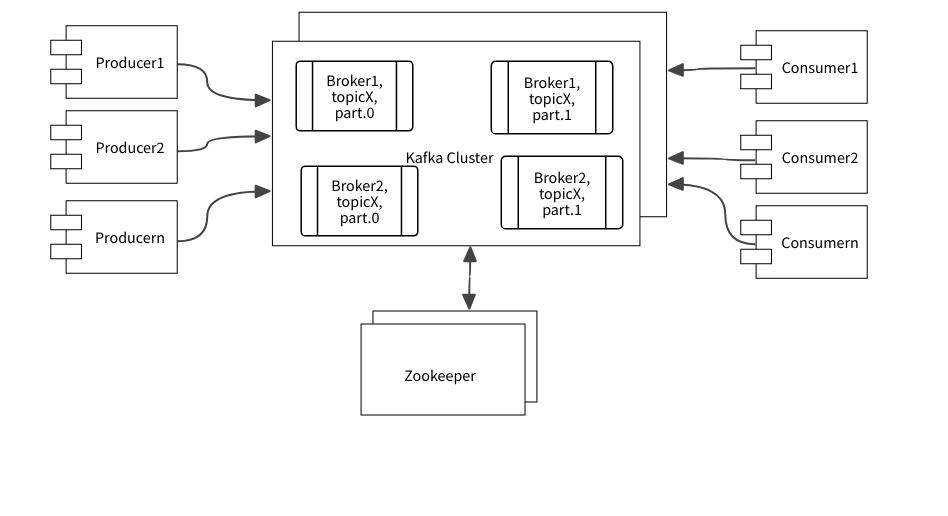 Producer1
Producer2
Producern
Broker1,
topicX,
part.0
Broker1,
topicX,
part.1
Kafka Cluster
Broker2,
topicX,
part.0
Broker2,
topicX,
part.1
Consumer1
Consumer2
Consumern
Zookeeper